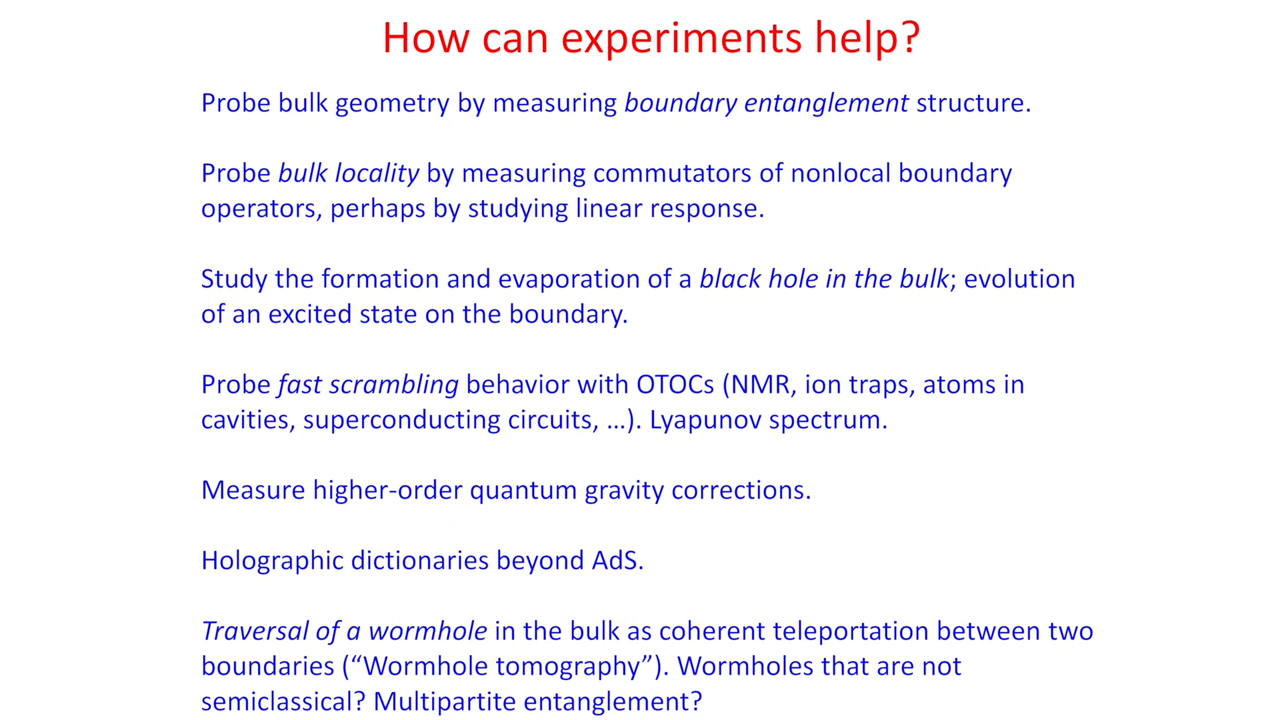 How can experiments help?
Probe bulk geometry by measuring boundary entanglement structure.
Probe bulk locality by measuring commutators of nonlocal boundary
operators, perhaps by studying linear response.
Study the formation and evaporation of a black hole in the bulk; evolution
of an excited state on the boundary.
Probe fast scrambling behavior with OTOCs (NMR, ion traps, atoms in
cavities, superconducting circuits, …). Lyapunov spectrum.
Measure higher-order quantum gravity corrections.
Holographic dictionaries beyond AdS.
Traversal of a wormhole in the bulk as coherent teleportation between two
boundaries (“Wormhole tomography”). Wormholes that are not
semiclassical? Multipartite entanglement?